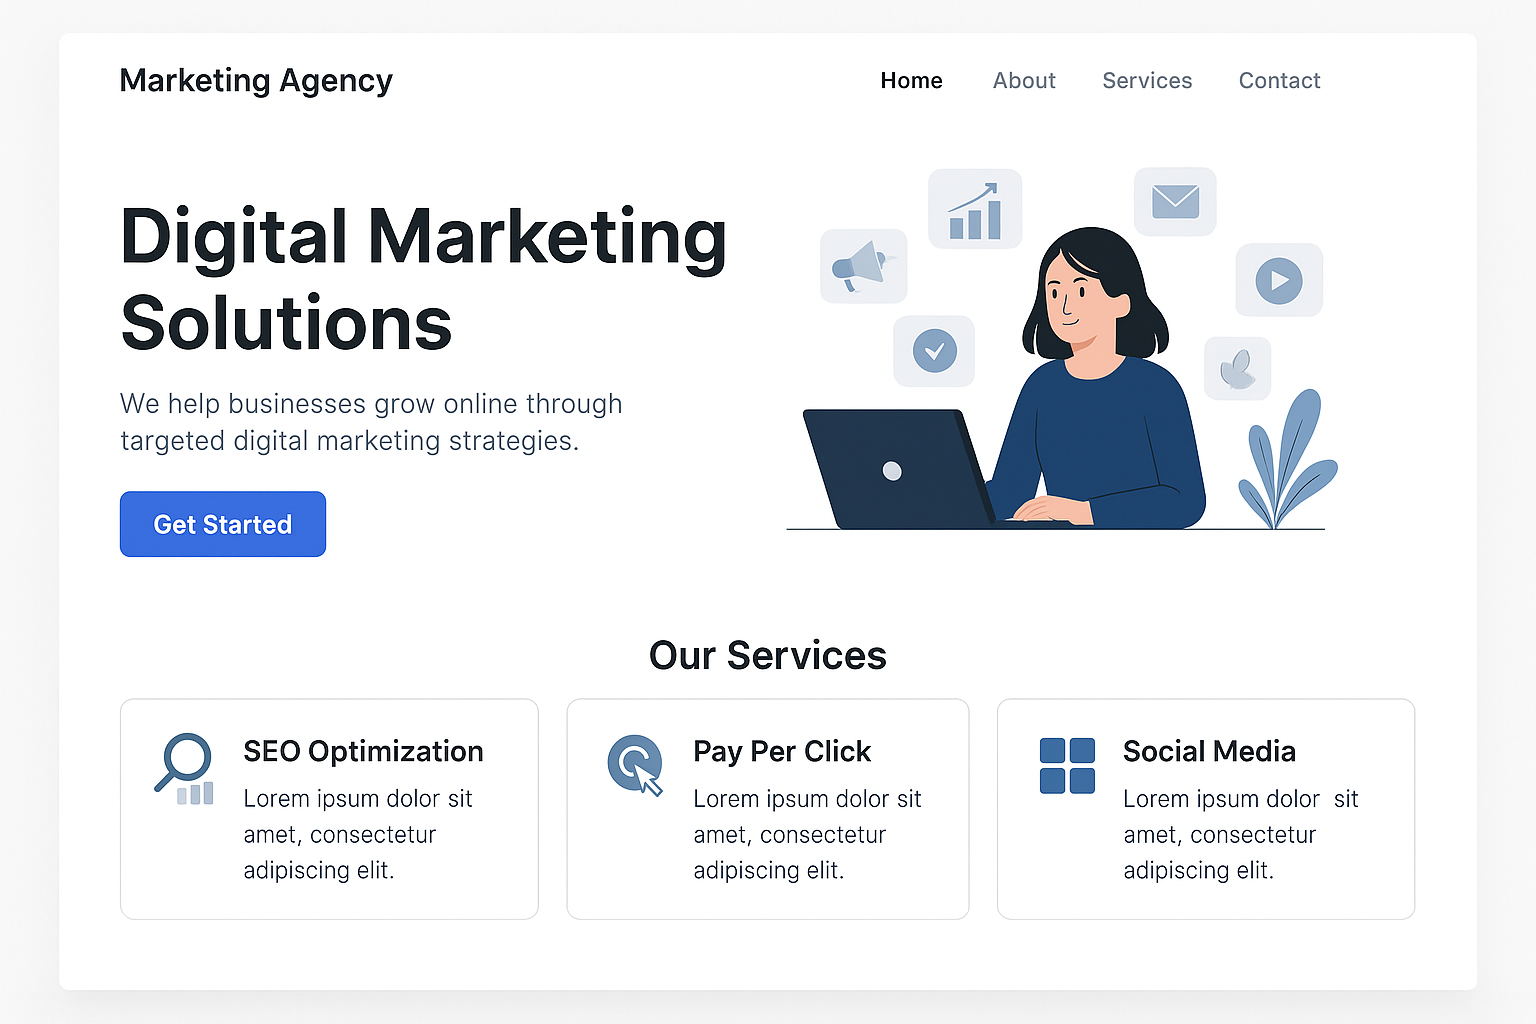 Marketing Agency
Home About Services Contact
Digital Marketing
Solutions
We help businesses grow online through
targeted digital marketing strategies.
Get Started
Our Services
SEO Optimization
Lorem ipsum dolor sit
amet, consectetur
adipiscing elit.
Pay Per Click
Lorem ipsum dolor sit
amet, consectetur
adipiscing elit.
Social Media
Lorem ipsum dolor sit
amet, consectetur
adipiscing elit.